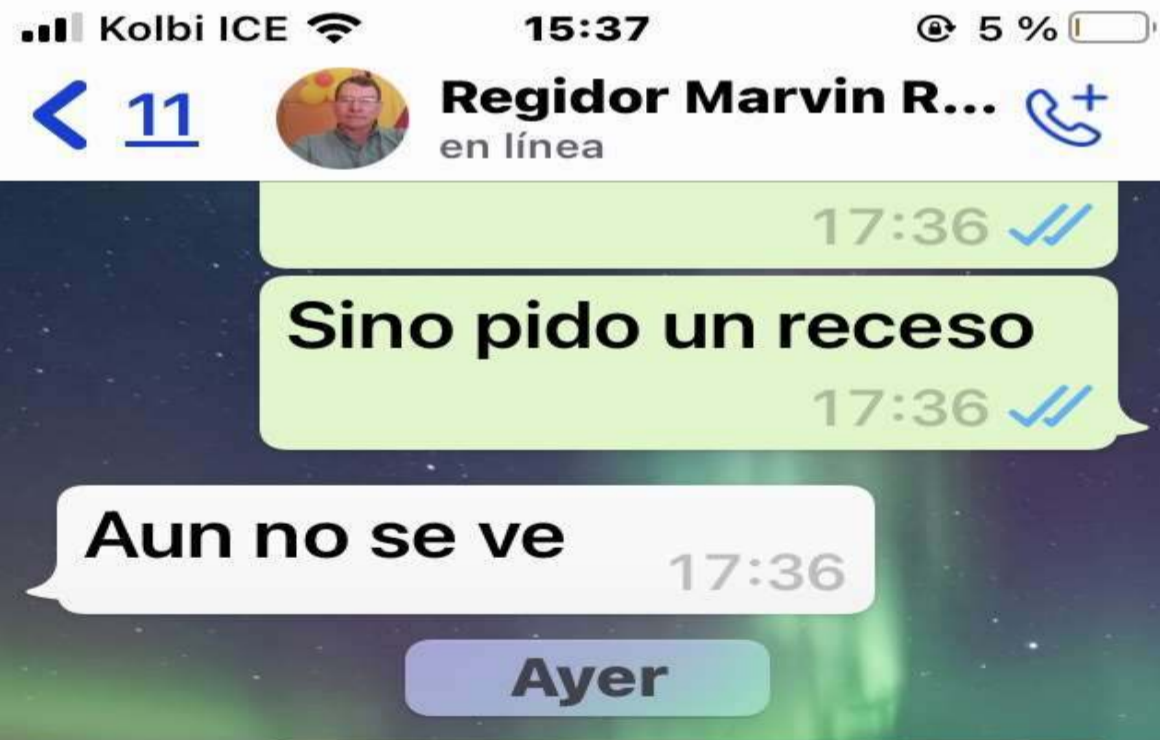 Kolbi ICE 15:37 5 %
11 Regidor Marvin R...
en línea
17:36
Sino pido un receso
17:36
Aun no se ve
17:36
Ayer